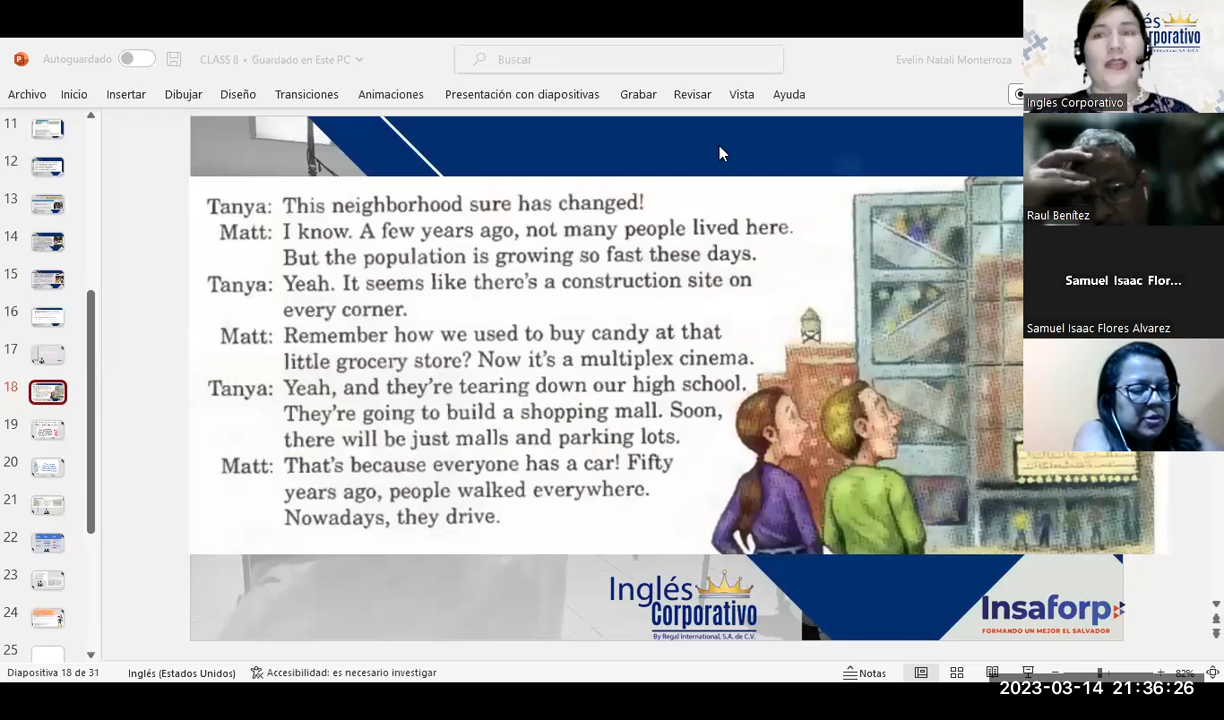 és
Corporativo
By Regal International, S.A. de C.V.
Autoguardado
CLASS 8 • Guardado en Este PC
Buscar
Evelin Natali Monterroza
Archivo Inicio Insertar Dibujar Diseño Transiciones Animaciones Presentación con diapositivas Grabar Revisar Vista Ayuda
Ingles Corporativo
11
12
13
14
15
16
17
18
19
20
21
22
23
24
25
Tanya: This neighborhood sure has changed!
Matt: I know. A few years ago, not many people lived here.
But the population is growing so fast these days.
Tanya: Yeah. It seems like there's a construction site on
every corner.
Matt: Remember how we used to buy candy at that
little grocery store? Now it's a multiplex cinema.
Tanya: Yeah, and they're tearing down our high school.
They're going to build a shopping mall. Soon,
there will be just malls and parking lots.
Matt: That's because everyone has a car! Fifty
years ago, people walked everywhere.
Nowadays, they drive.
Raul Benítez
Samuel Isaac Flor...
Samuel Isaac Flores Alvarez
Inglés
Corporativo
By Regal International, S.A. de C.V.
Insaforp
FORMANDO UN MEJOR EL SALVADOR
Diapositiva 18 de 31 Inglés (Estados Unidos) Accesibilidad: es necesario investigar Notas 82%
2023-03-14 21:36:26